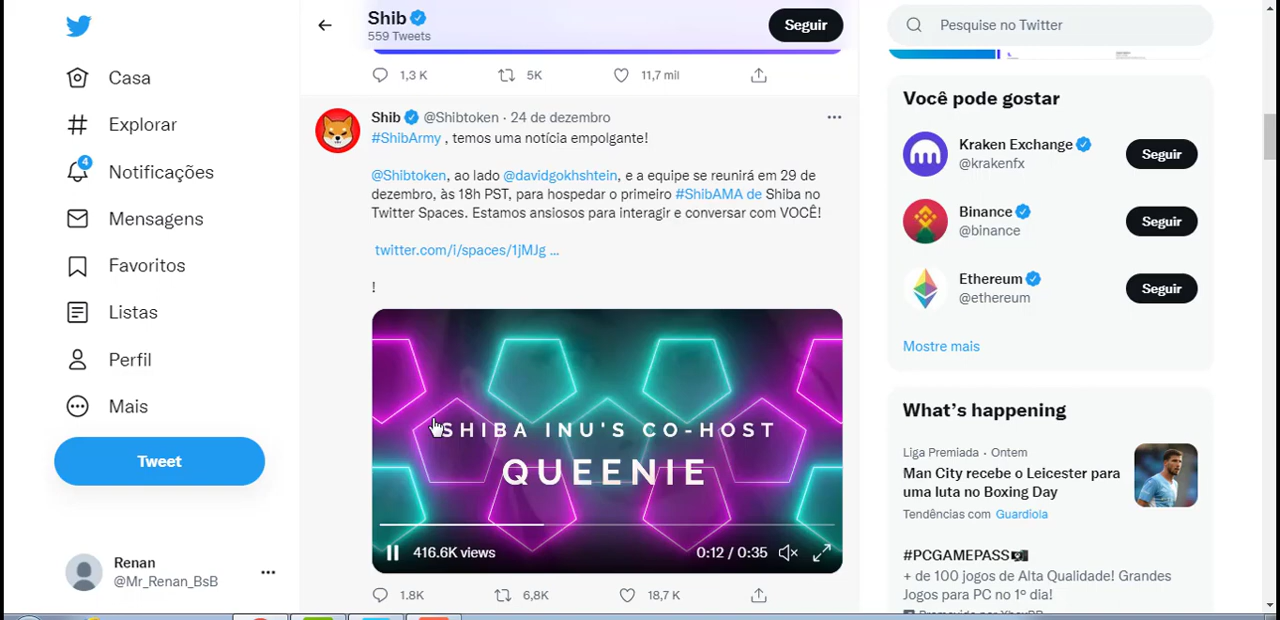 Casa
Explorar
4
Notificações
Mensagens
Favoritos
Listas
Perfil
Mais
Tweet
Renan
@Mr_Renan_BsB
Shib
559 Tweets
Seguir
1,3 K 5K 11,7 mil
Shib @Shibtoken · 24 de dezembro
#ShibArmy , temos uma notícia empolgante!
@Shibtoken, ao lado @davidgokhshtein, e a equipe se reunirá em 29 de
dezembro, às 18h PST, para hospedar o primeiro #ShibAMA de Shiba no
Twitter Spaces. Estamos ansiosos para interagir e conversar com VOCÊ!
twitter.com/i/spaces/1jMJg ...
!
SHIBA INU'S CO-HOST
QUEENIE
416.6K views 0:12 / 0:35
1.8K 6,8K 18,7 K
Pesquise no Twitter
Você pode gostar
Kraken Exchange
@krakenfx
Seguir
Binance
@binance
Seguir
Ethereum
@ethereum
Seguir
Mostre mais
What's happening
Liga Premiada · Ontem
Man City recebe o Leicester para
uma luta no Boxing Day
Tendências com Guardiola
#PCGAMEPASS
+ de 100 jogos de Alta Qualidade! Grandes
Jogos para PC no 1º dia!